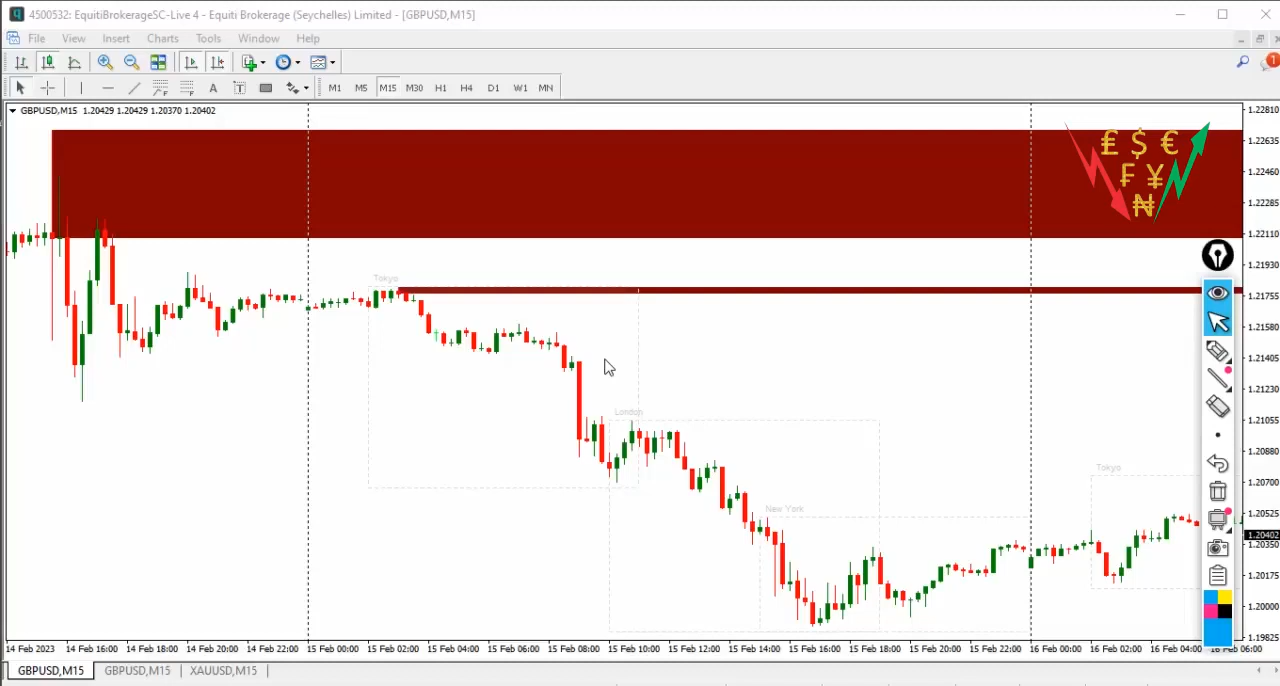 4500532: EquitiBrokerageSC-Live 4 - Equiti Brokerage (Seychelles) Limited - [GBPUSD,M15]
File View Insert Charts Tools Window Help
1
A T M1 M5 M15 M30 H1 H4 D1 W1 MN
GBPUSD,M15 1.20429 1.20429 1.20370 1.20402
1.22810
1.22635
1.22460
1.22285
1.22110
1.21930
1.21755
1.21580
1.21405
1.21230
1.21055
1.20880
1.20700
1.20525
1.20402
1.20350
1.20175
1.20000
1.19825
£ $ €
₣ ¥
₦
Tokyo
London
New York
Tokyo
14 Feb 2023 14 Feb 16:00 14 Feb 18:00 14 Feb 20:00 14 Feb 22:00 15 Feb 00:00 15 Feb 02:00 15 Feb 04:00 15 Feb 06:00 15 Feb 08:00 15 Feb 10:00 15 Feb 12:00 15 Feb 14:00 15 Feb 16:00 15 Feb 18:00 15 Feb 20:00 15 Feb 22:00 16 Feb 00:00 16 Feb 02:00 16 Feb 04:00 16 Feb 06:00
GBPUSD,M15 GBPUSD,M15 XAUUSD,M15